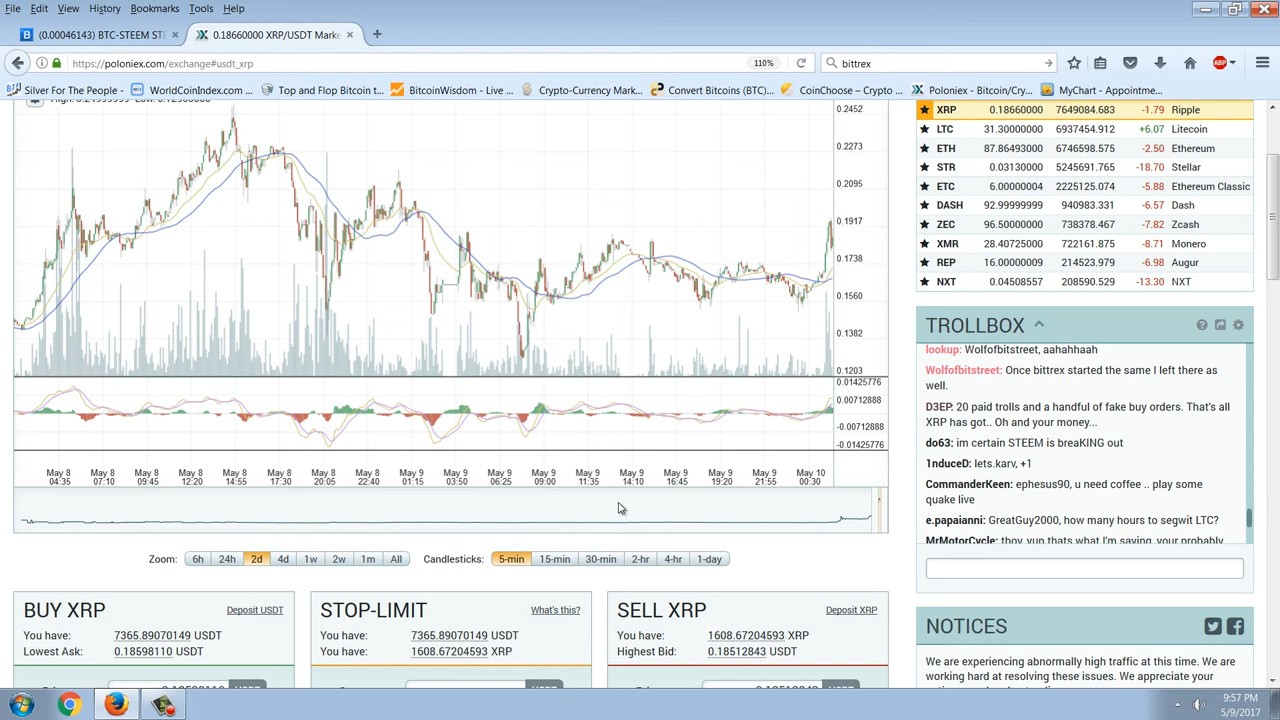 File Edit View History Bookmarks Tools Help
(0.00046143) BTC-STEEM STE
0.18660000 XRP/USDT Marke
https://poloniex.com/exchange#usdt_xrp
110%
bittrex
Silver For The People -
WorldCoinIndex.com -
Top and Flop Bitcoin t...
BitcoinWisdom - Live ...
Crypto-Currency Mark...
Convert Bitcoins (BTC)...
CoinChoose – Crypto ...
Poloniex - Bitcoin/Cry...
MyChart - Appointme...
ABP
0.2452
0.2273
0.2095
0.1917
0.1738
0.1560
0.1382
0.1203
0.01425776
0.00712888
-0.00712888
-0.01425776
May 8 May 8 May 8 May 8 May 8 May 8 May 8 May 9 May 9 May 9 May 9 May 9 May 9 May 9 May 9 May 9 May 10
04:35 07:10 09:45 12:20 14:55 17:30 20:05 01:15 03:50 06:25 09:00 11:35 14:10 16:45 19:20 21:55 00:30
Zoom: 6h 24h 2d 4d 1w 2w 1m All Candlesticks: 5-min 15-min 30-min 2-hr 4-hr 1-day
BUY XRP Deposit USDT
You have: 7365.89070149 USDT
Lowest Ask: 0.18598110 USDT
STOP-LIMIT What's this?
You have: 7365.89070149 USDT
You have: 1608.67204593 XRP
SELL XRP Deposit XRP
You have: 1608.67204593 XRP
Highest Bid: 0.18512843 USDT
XRP 0.18660000 7649084.683 -1.79 Ripple
LTC 31.30000000 6937454.912 +6.07 Litecoin
ETH 87.86493000 6746598.575 -2.50 Ethereum
STR 0.03130000 5245691.765 -18.70 Stellar
ETC 6.00000004 2225125.074 -5.88 Ethereum Classic
DASH 92.99999999 940983.331 -6.57 Dash
ZEC 96.50000000 738378.467 -7.82 Zcash
XMR 28.40725000 722161.875 -8.71 Monero
REP 16.00000009 214523.979 -6.98 Augur
NXT 0.04508557 208590.529 -13.30 NXT
TROLLBOX
lookup: Wolfofbitstreet, aahahhaah
Wolfofbitstreet: Once bittrex started the same I left there as
well.
D3EP: 20 paid trolls and a handful of fake buy orders. That's all
XRP has got.. Oh and your money...
do63: im certain STEEM is breaKING out
1nduceD: lets.karv, +1
CommanderKeen: ephesus90, u need coffee .. play some
quake live
e.papaianni: GreatGuy2000, how many hours to segwit LTC?
MrMotorCycle: tboy, yup thats what I'm saying, your probably
NOTICES
We are experiencing abnormally high traffic at this time. We are
working hard at resolving these issues. We appreciate your
9:57 PM
5/9/2017